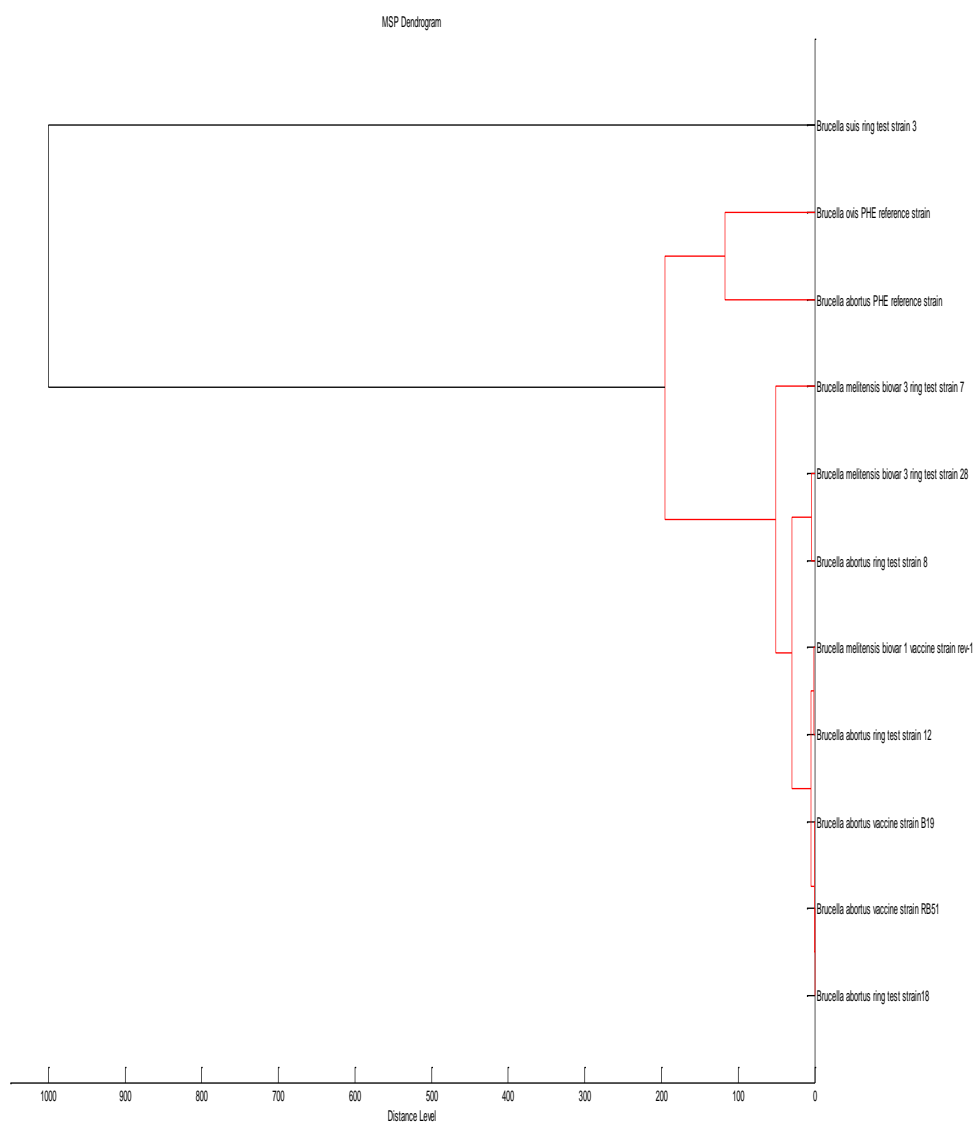 MSP Dendrogram
Brucella suis ring test strain 3
Brucella ovis PHE reference strain
Brucella abortus PHE reference strain
Brucella melitensis biovar 3 ring test strain 7
Brucella melitensis biovar 3 ring test strain 28
Brucella abortus ring test strain 8
Brucella melitensis biovar 1 vaccine strain rev-1
Brucella abortus ring test strain 12
Brucella abortus vaccine strain B19
Brucella abortus vaccine strain RB51
Brucella abortus ring test strain18
1000 900 800 700 600 500 400 300 200 100 0
Distance Level